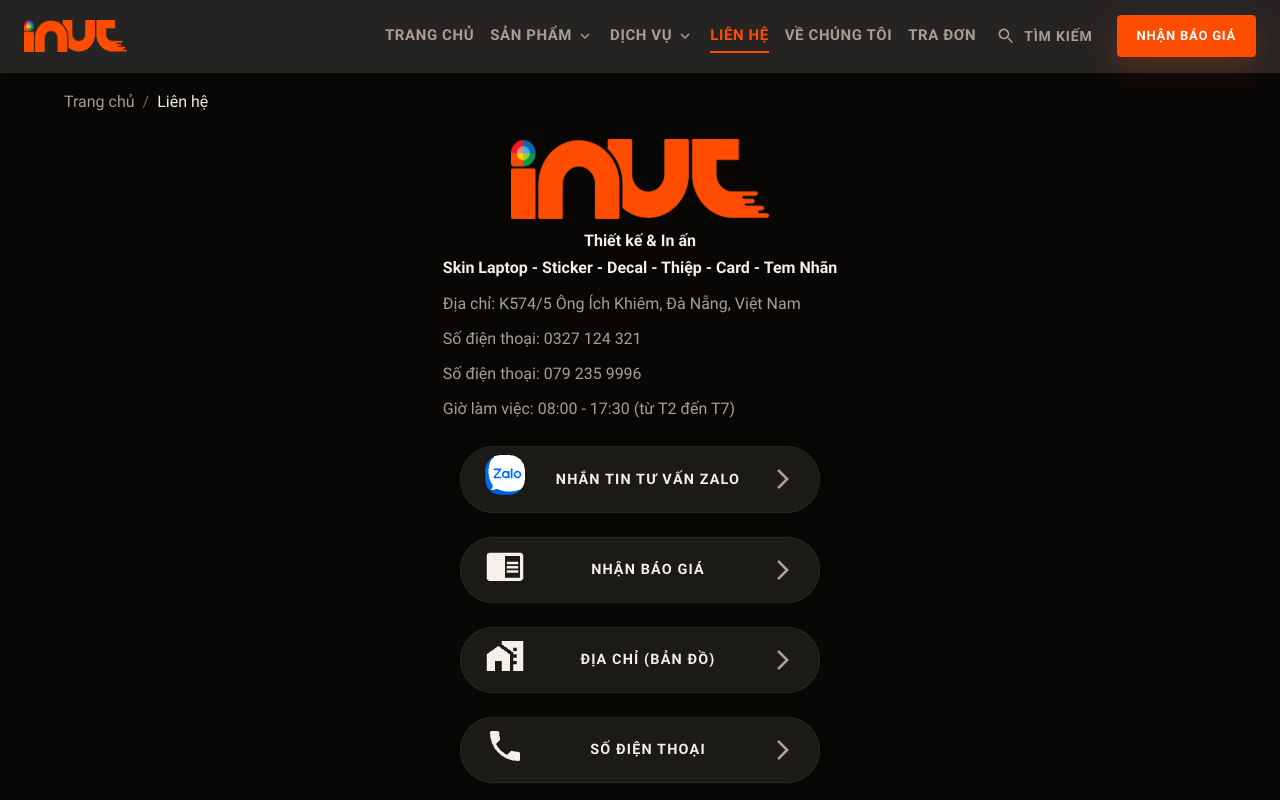 inut
TRANG CHỦ
SẢN PHẨM
DỊCH VỤ
LIÊN HỆ
VỀ CHÚNG TÔI
TRA ĐƠN
TÌM KIẾM
NHẬN BÁO GIÁ
Trang chủ / Liên hệ
inut
Thiết kế & In ấn
Skin Laptop - Sticker - Decal - Thiệp - Card - Tem Nhãn
Địa chỉ: K574/5 Ông Ích Khiêm, Đà Nẵng, Việt Nam
Số điện thoại: 0327 124 321
Số điện thoại: 079 235 9996
Giờ làm việc: 08:00 - 17:30 (từ T2 đến T7)
Zalo
NHẮN TIN TƯ VẤN ZALO
NHẬN BÁO GIÁ
ĐỊA CHỈ (BẢN ĐỒ)
SỐ ĐIỆN THOẠI